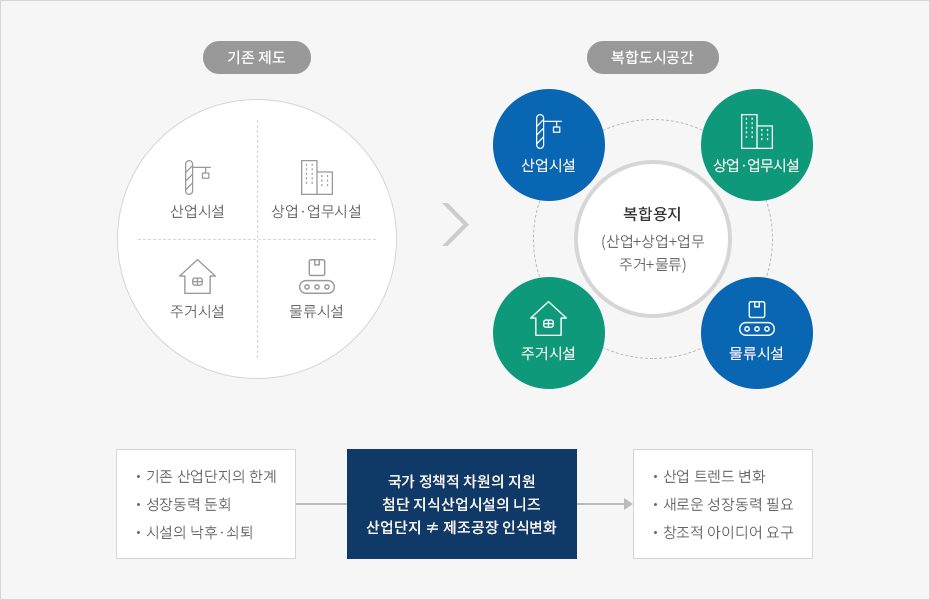 기존 제도
산업시설
상업·업무시설
주거시설
물류시설
복합도시공간
산업시설
상업·업무시설
복합용지
(산업+상업+업무
주거+물류)
주거시설
물류시설
• 기존 산업단지의 한계
• 성장동력 둔회
• 시설의 낙후·쇠퇴
국가 정책적 차원의 지원
첨단 지식산업시설의 니즈
산업단지 ≠ 제조공장 인식변화
• 산업 트렌드 변화
• 새로운 성장동력 필요
• 창조적 아이디어 요구